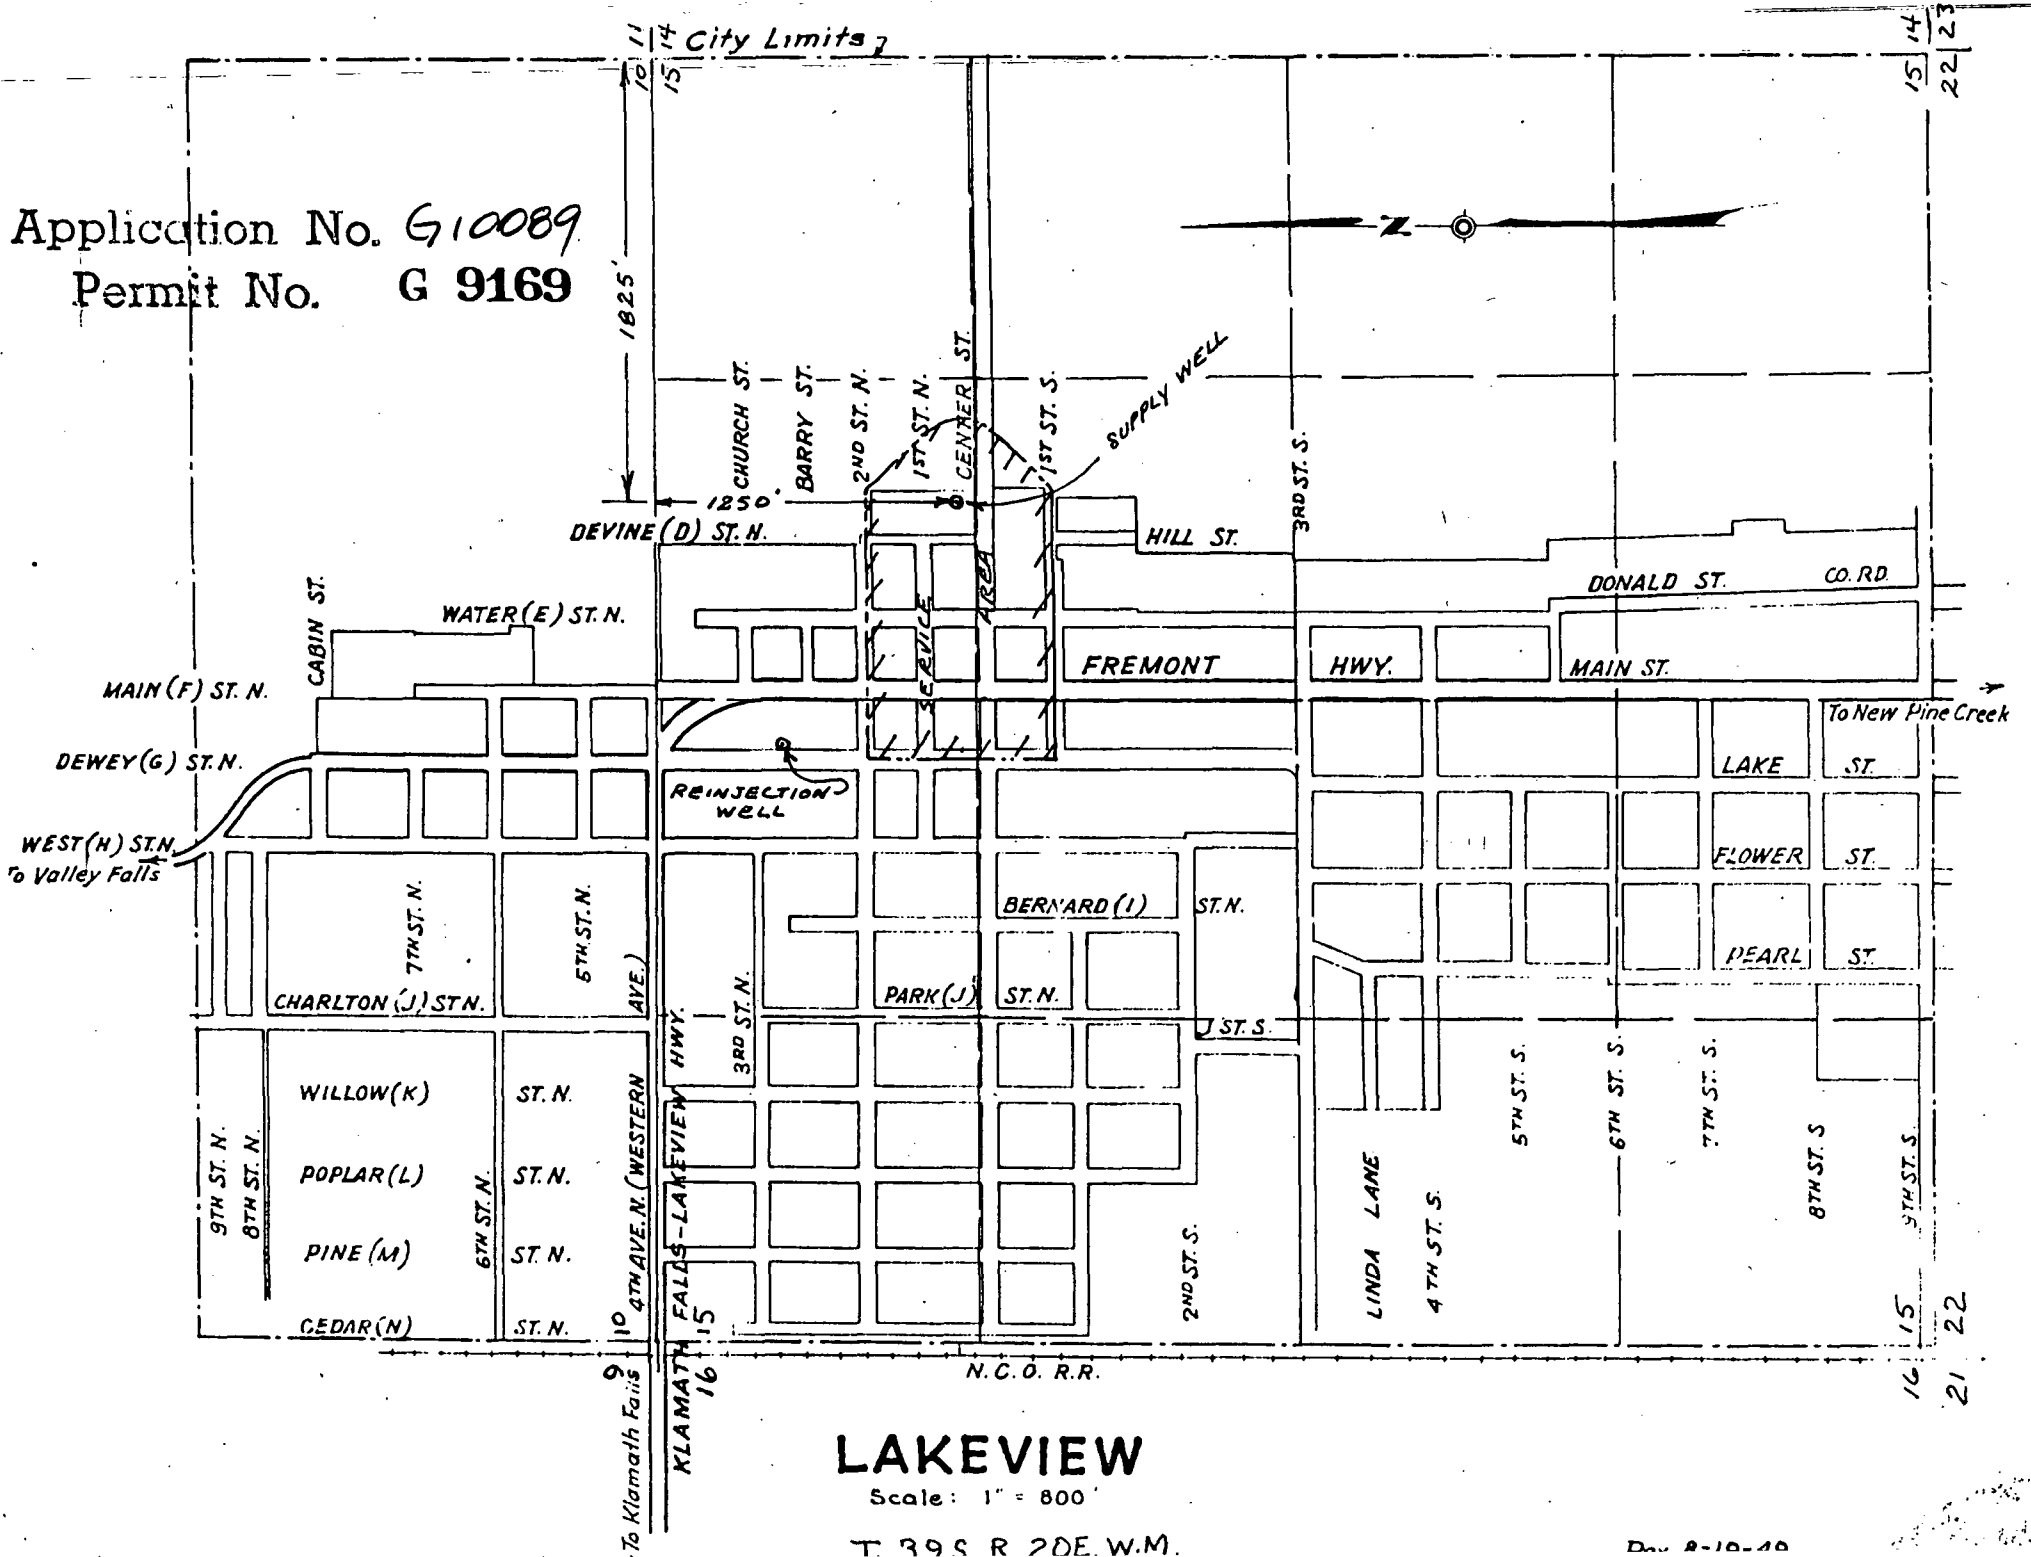 11 | 14 City Limits
10 | 15
14 | 23
15 | 22
Application No. G10089
Permit No. G 9169
1825'
N
CHURCH ST.
BARRY ST.
2ND ST. N.
1ST ST. N.
CENTER ST.
1ST ST. S.
SUPPLY WELL
3RD ST. S.
1250'
DEVINE (D) ST. N.
HILL ST.
DONALD ST. CO. RD.
CABIN ST.
WATER (E) ST. N.
SERVICE AREA
MAIN (F) ST. N.
FREMONT HWY. MAIN ST.
To New Pine Creek
DEWEY (G) ST. N.
LAKE ST.
REINJECTION
WELL
WEST (H) ST. N.
To Valley Falls
FLOWER ST.
7TH ST. N.
5TH ST. N.
BERNARD (I) ST. N.
PEARL ST.
CHARLTON (J) ST N.
3RD ST. N.
PARK (J) ST. N.
J ST. S.
WILLOW (K) ST. N.
POPLAR (L) ST. N.
PINE (M) ST. N.
CEDAR (N) ST. N.
9TH ST. N.
8TH ST. N.
6TH ST. N.
4TH AVE. N. (WESTERN AVE.)
KLAMATH FALLS-LAKEVIEW HWY.
2ND ST. S.
LINDA LANE
4TH ST. S.
5TH ST. S.
6TH ST. S.
7TH ST. S.
8TH ST. S
9TH ST. S.
10 15
9 16
15 22
16 21
N.C.O. R.R.
To Klamath Falls
LAKEVIEW
Scale: 1" = 800'
T. 39 S R 20E. W.M.